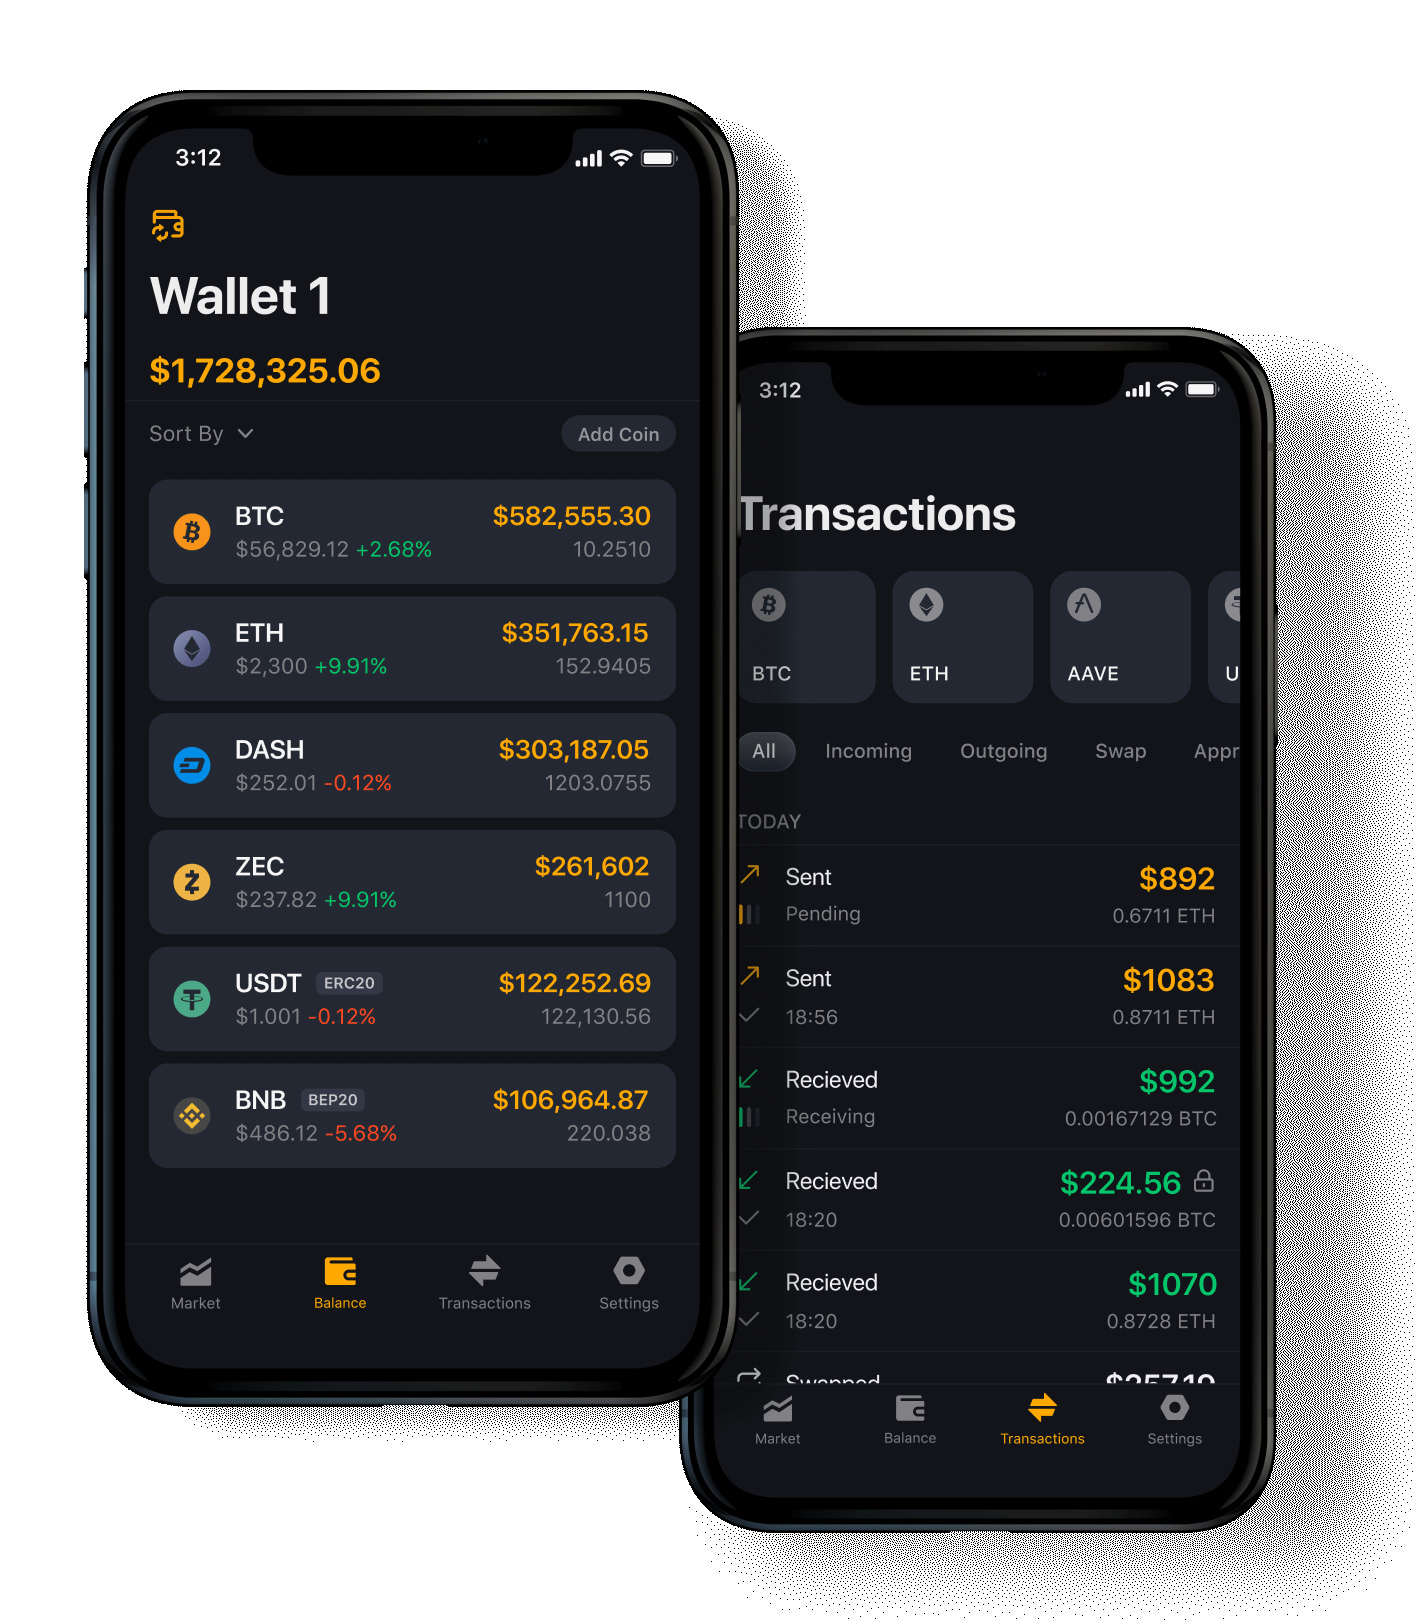 3:12
Wallet 1
$1,728,325.06
Sort By
Add Coin
BTC
$582,555.30
$56,829.12 +2.68%
10.2510
ETH
$351,763.15
$2,300 +9.91%
152.9405
DASH
$303,187.05
$252.01 -0.12%
1203.0755
ZEC
$261,602
$237.82 +9.91%
1100
USDT ERC20
$122,252.69
$1.001 -0.12%
122,130.56
BNB BEP20
$106,964.87
$486.12 -5.68%
220.038
Market
Balance
Transactions
Settings
3:12
Transactions
BTC
ETH
AAVE
U
All
Incoming
Outgoing
Swap
Appr
TODAY
Sent
$892
Pending
0.6711 ETH
Sent
$1083
18:56
0.8711 ETH
Recieved
$992
Receiving
0.00167129 BTC
Recieved
$224.56
18:20
0.00601596 BTC
Recieved
$1070
18:20
0.8728 ETH
Swapped
$257.19
Market
Balance
Transactions
Settings